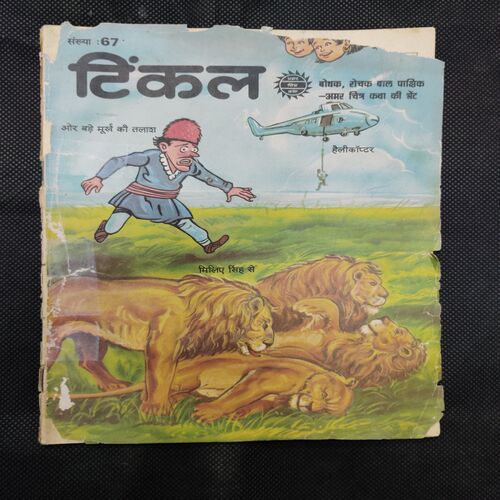 संख्या :67
टिंकल
बोधक, रोचक बाल पाक्षिक
-अमर चित्र कथा की भेंट
और बड़े मूर्ख की तलाश
हैलीकॉप्टर
मिलिए सिंह से